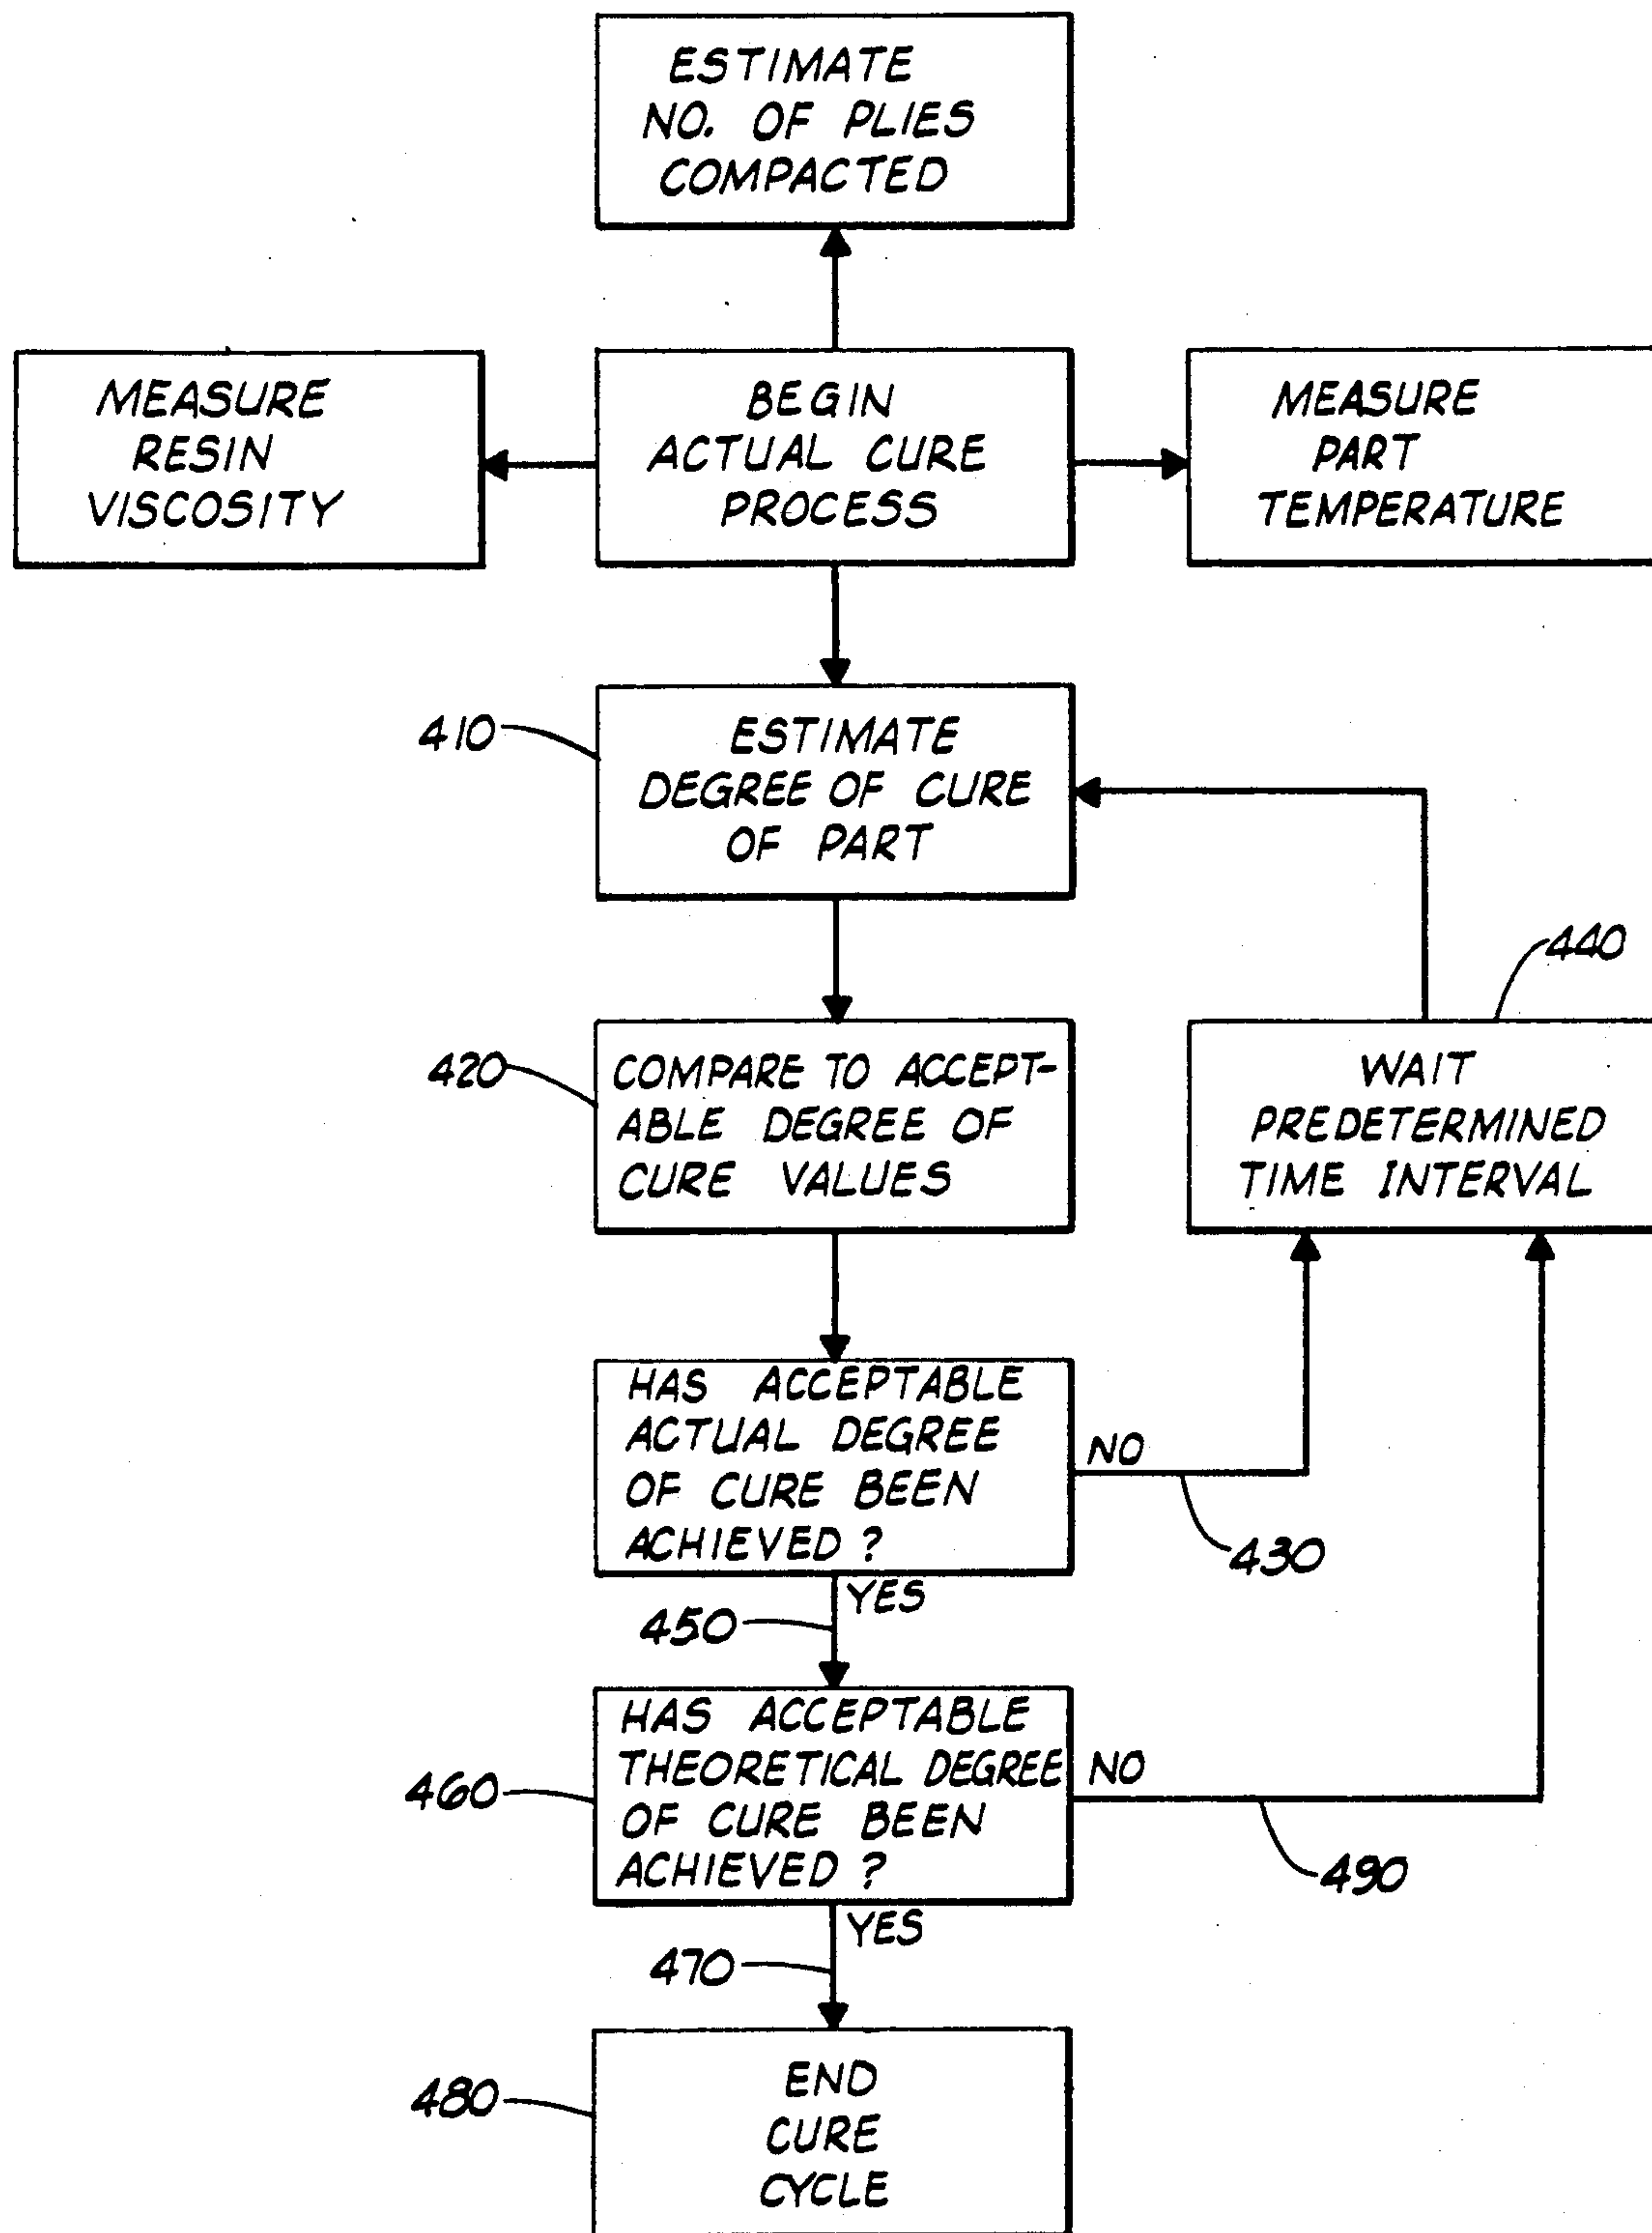 ESTIMATE
NO. OF PLIES
COMPACTED
MEASURE
RESIN
VISCOSITY
BEGIN
ACTUAL CURE
PROCESS
MEASURE
PART
TEMPERATURE
410
ESTIMATE
DEGREE OF CURE
OF PART
440
420
COMPARE TO ACCEPT-
ABLE DEGREE OF
CURE VALUES
WAIT
PREDETERMINED
TIME INTERVAL
HAS ACCEPTABLE
ACTUAL DEGREE
OF CURE BEEN
ACHIEVED ?
NO
430
YES
450
HAS ACCEPTABLE
THEORETICAL DEGREE
OF CURE BEEN
ACHIEVED ?
NO
460
490
YES
470
480
END
CURE
CYCLE